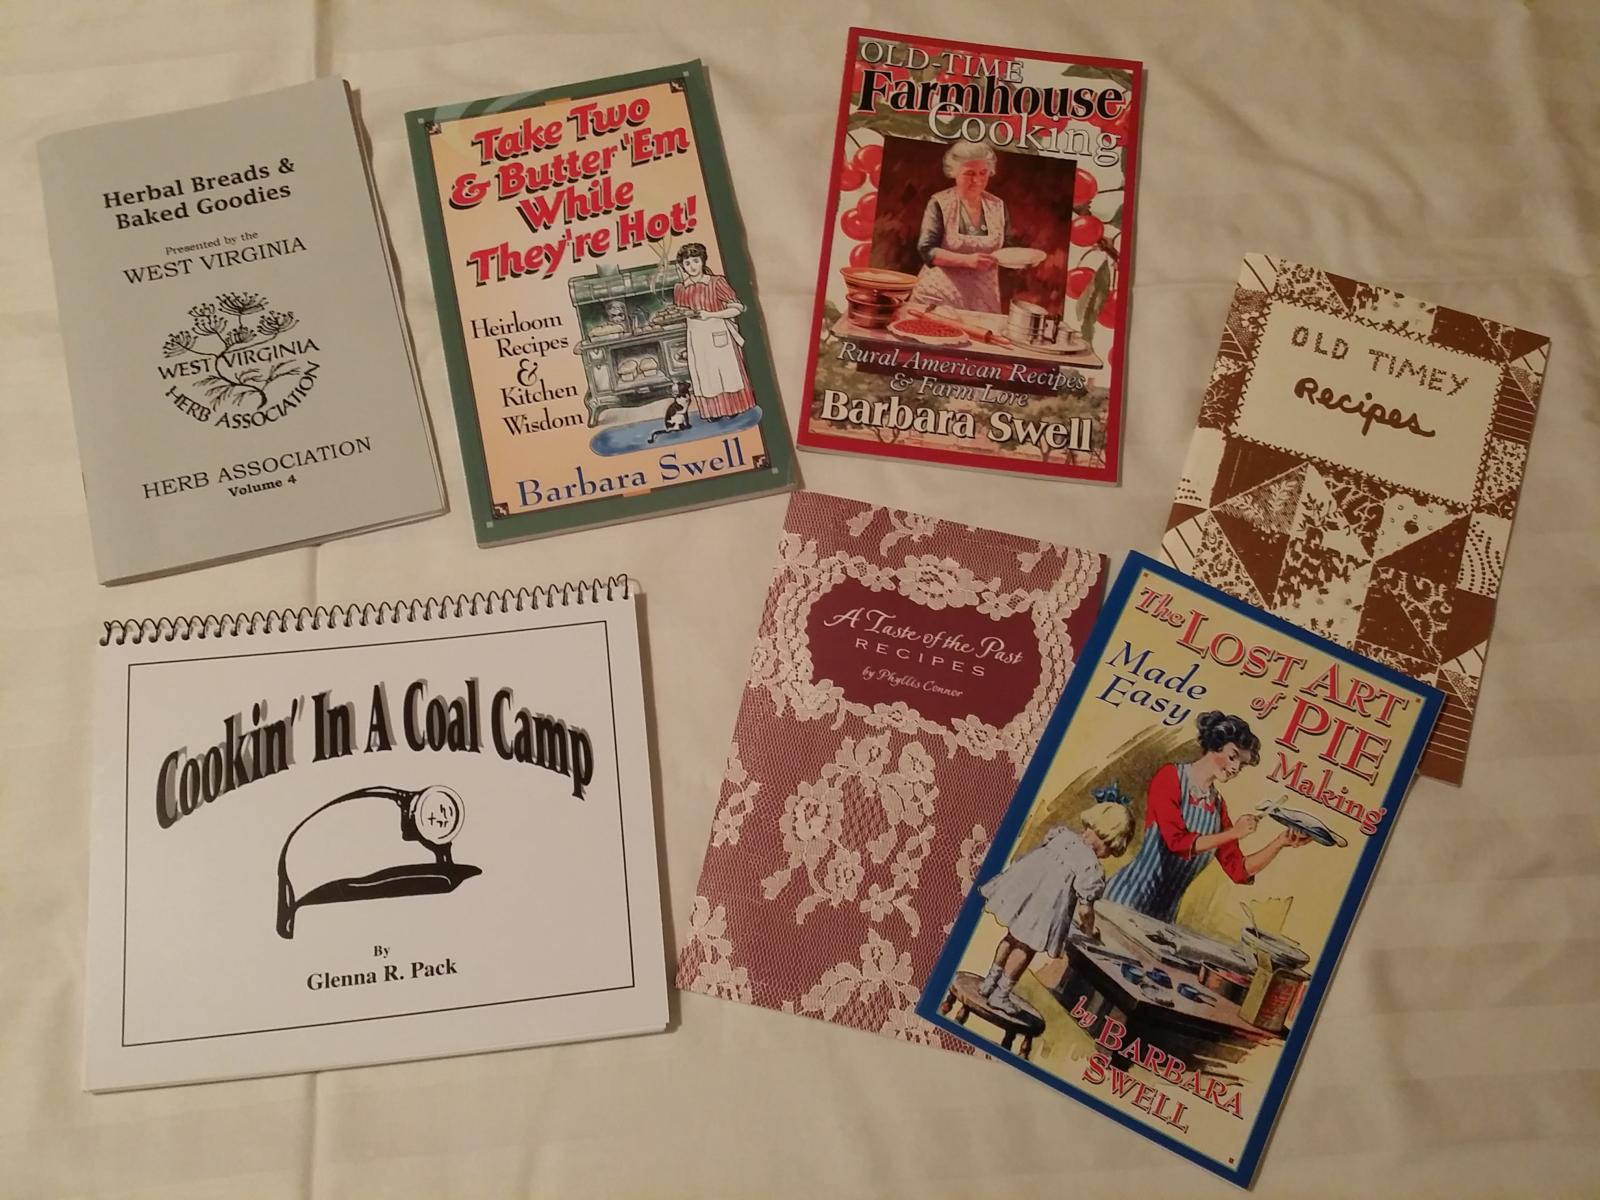 Herbal Breads &
Baked Goodies
Presented by the
WEST VIRGINIA
WEST VIRGINIA
HERB ASSOCIATION
HERB ASSOCIATION
Volume 4
Take Two
& Butter 'Em
While
They're Hot!
Heirloom
Recipes
&
Kitchen
Wisdom
Barbara Swell
OLD-TIME
Farmhouse
Cooking
Rural American Recipes
& Farm Lore
Barbara Swell
OLD TIMEY
Recipes
Cookin' In A Coal Camp
By
Glenna R. Pack
A Taste of the Past
RECIPES
by Phyllis Connor
The LOST ART
of PIE
Making
Made
Easy
by BARBARA
SWELL